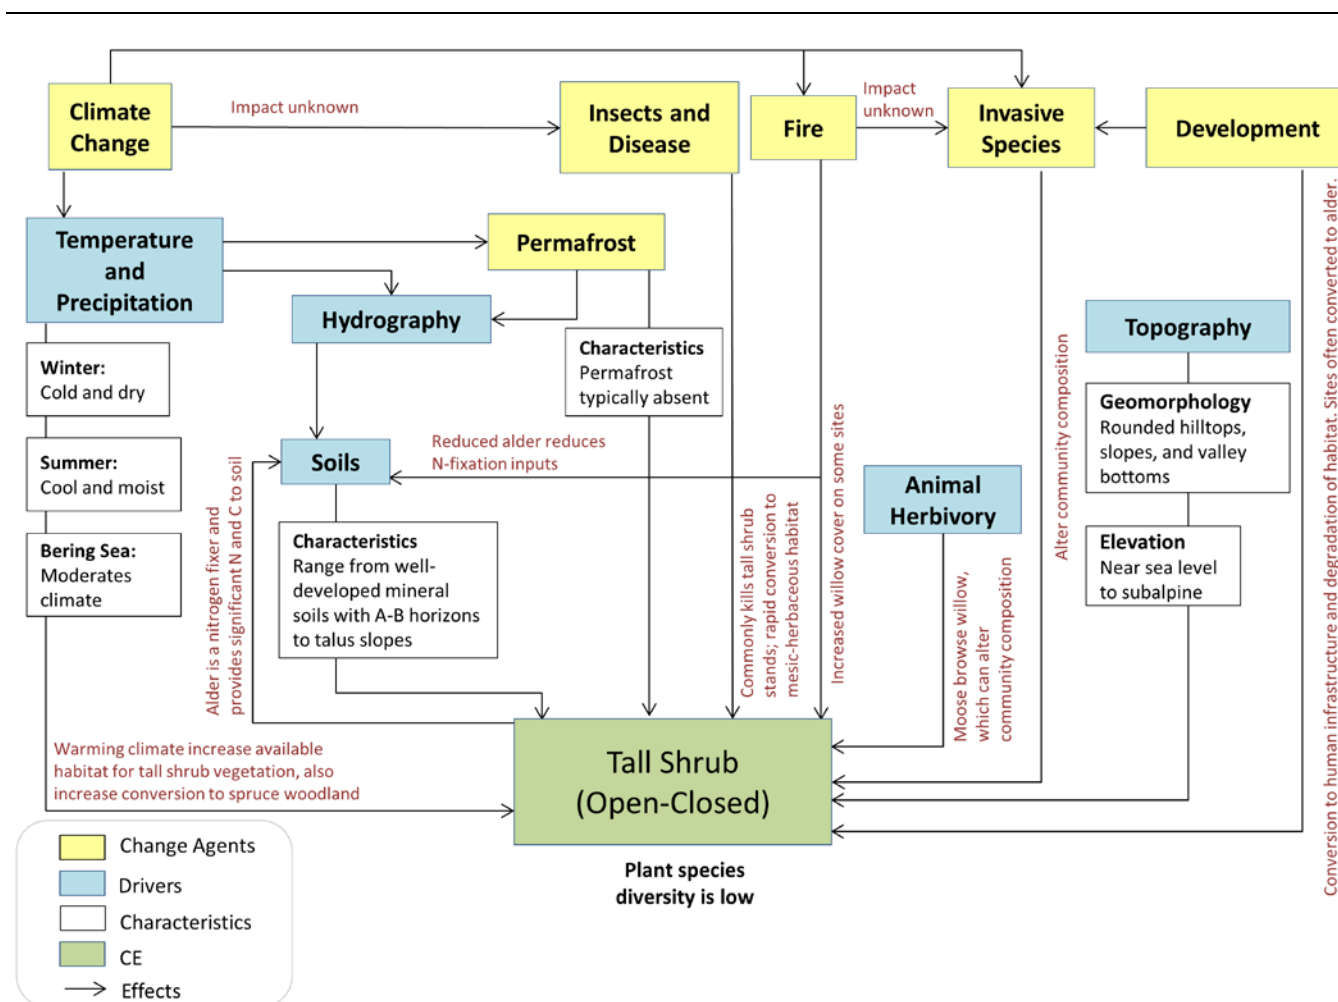 Climate
Change
Impact unknown
Insects and
Disease
Fire
Impact
unknown
Invasive
Species
Development
Temperature
and
Precipitation
Permafrost
Hydrography
Characteristics
Permafrost
typically absent
Topography
Winter:
Cold and dry
Summer:
Cool and moist
Bering Sea:
Moderates
climate
Soils
Reduced alder reduces
N-fixation inputs
Characteristics
Range from well-
developed mineral
soils with A-B horizons
to talus slopes
Alder is a nitrogen fixer and
provides significant N and C to soil
Commonly kills tall shrub
stands; rapid conversion to
mesic-herbaceous habitat
Increased willow cover on some sites
Animal
Herbivory
Moose browse willow,
which can alter
community composition
Alter community composition
Geomorphology
Rounded hilltops,
slopes, and valley
bottoms
Elevation
Near sea level
to subalpine
Conversion to human infrastructure and degradation of habitat. Sites often converted to alder.
Warming climate increase available
habitat for tall shrub vegetation, also
increase conversion to spruce woodland
Tall Shrub
(Open-Closed)
Plant species
diversity is low
Change Agents
Drivers
Characteristics
CE
Effects